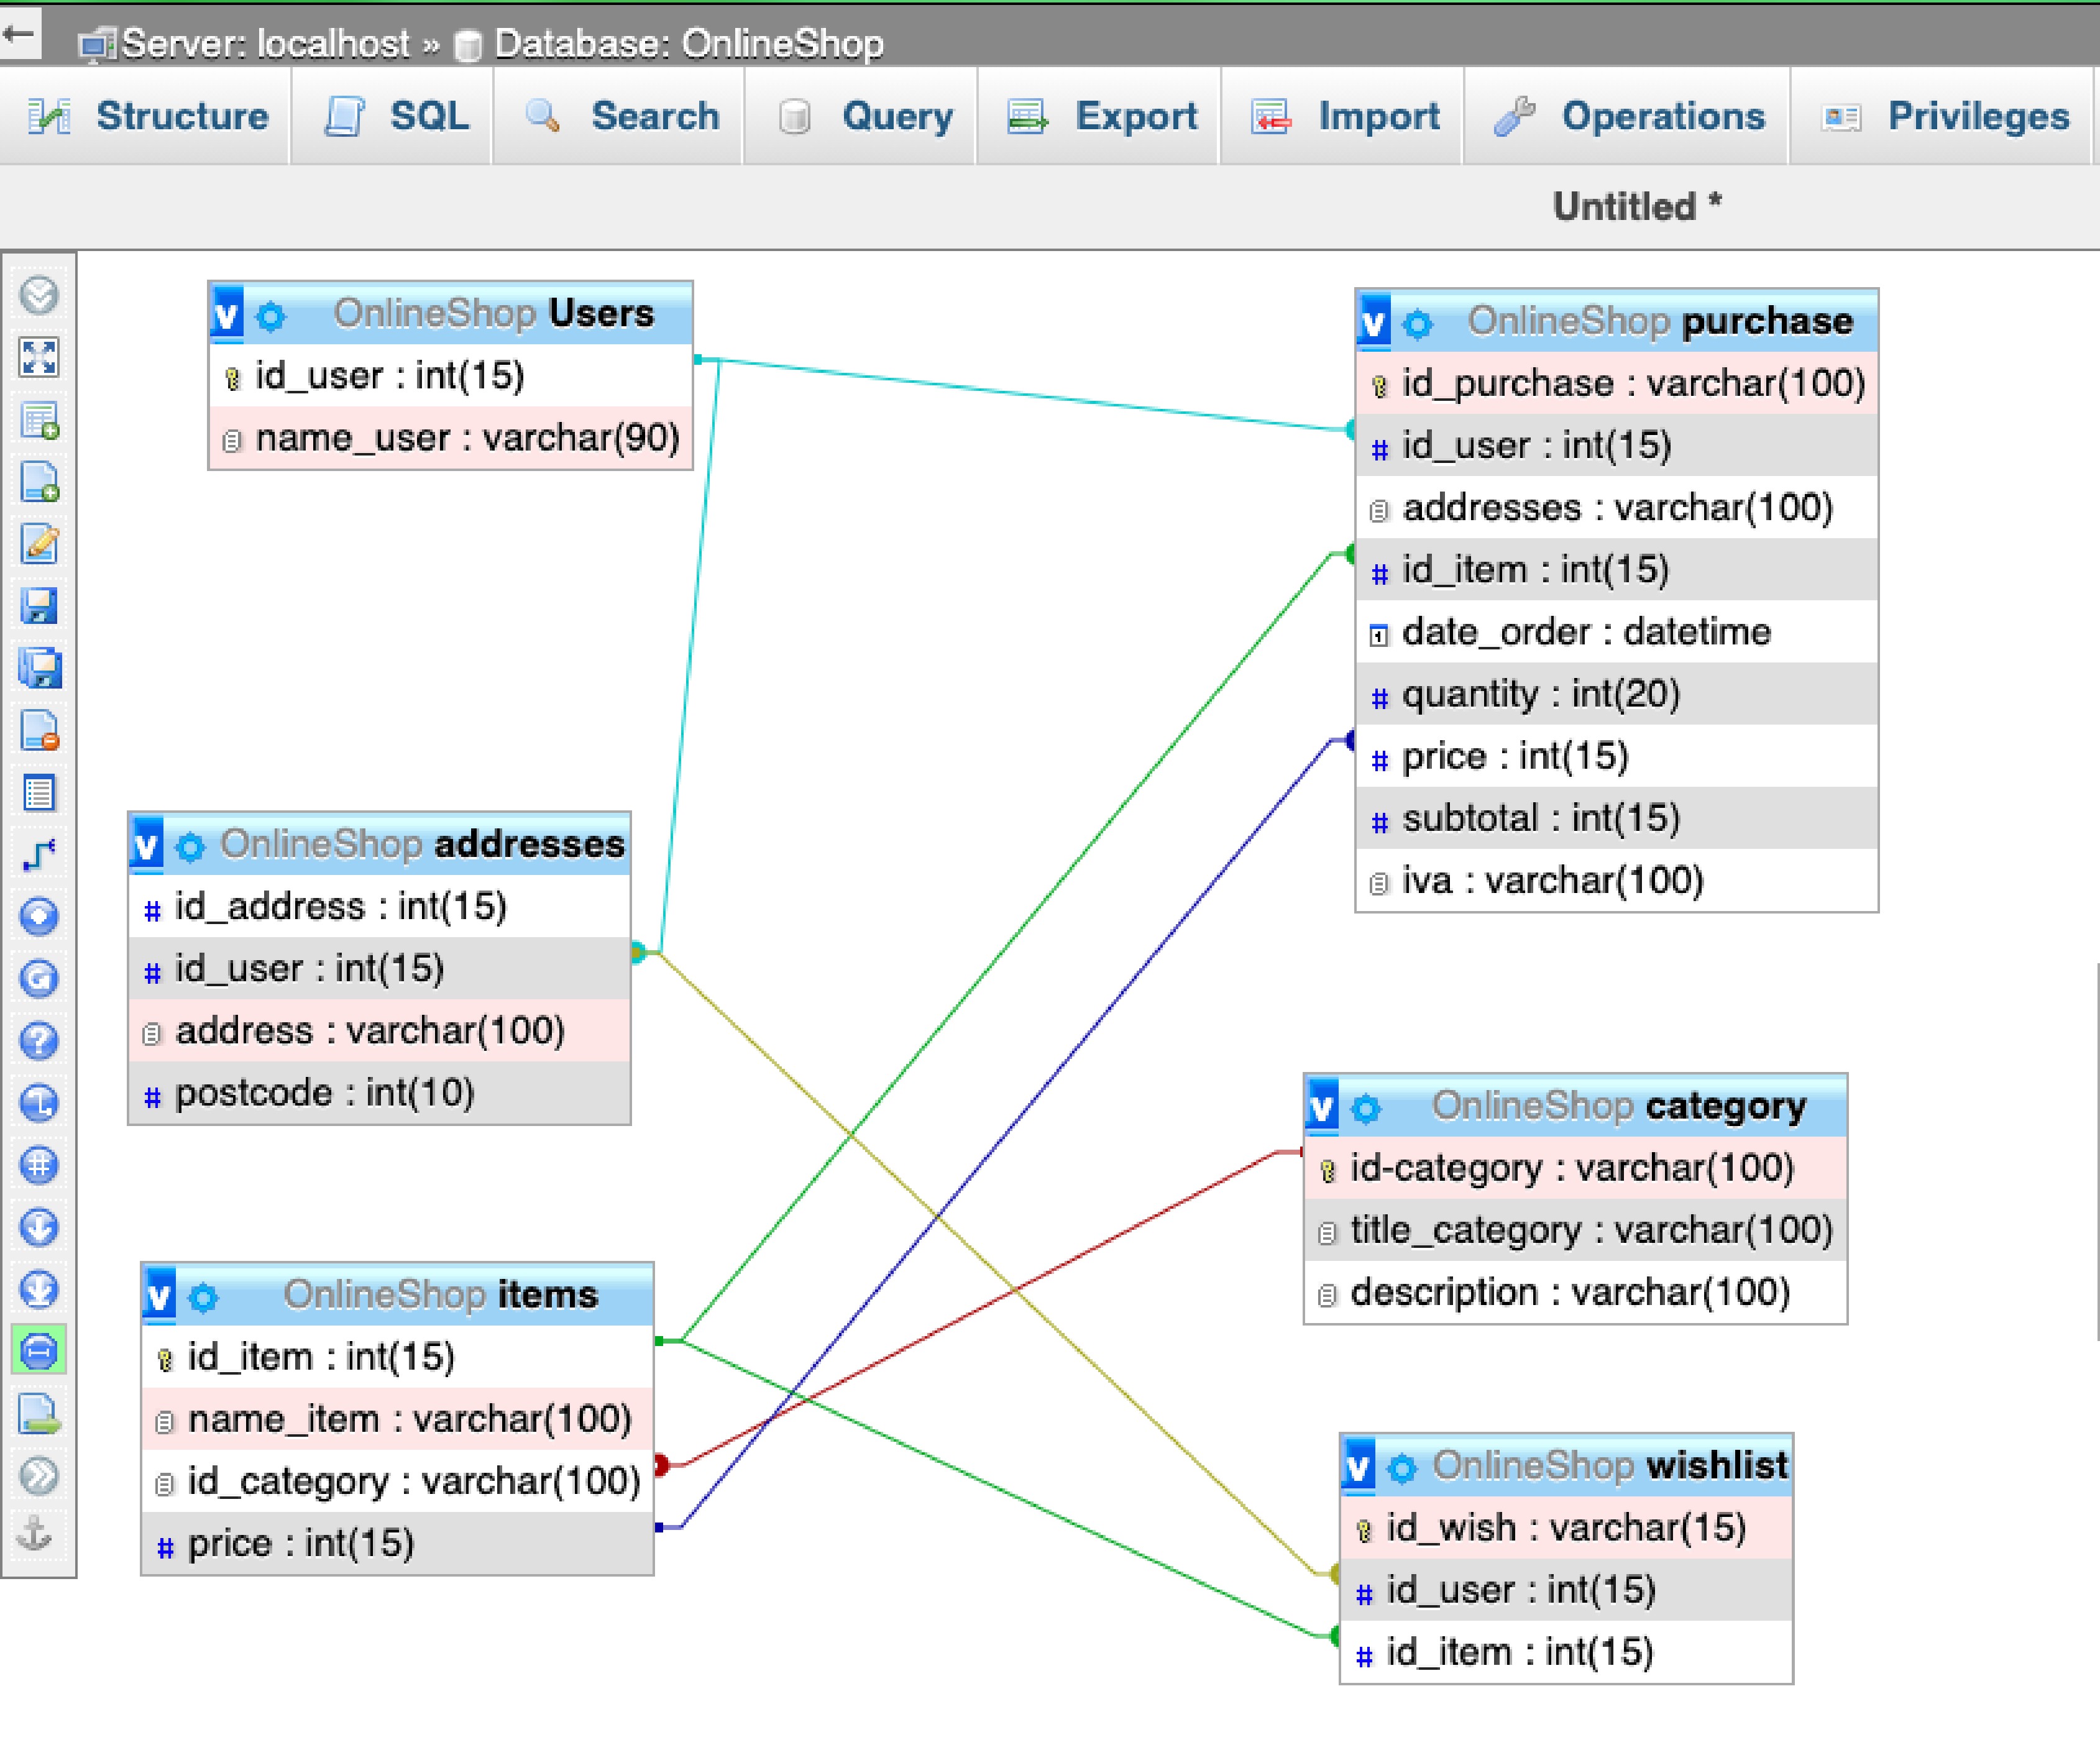 Server: localhost » Database: OnlineShop
Structure SQL Search Query Export Import Operations Privileges
Untitled *
OnlineShop Users
id_user : int(15)
name_user : varchar(90)
OnlineShop purchase
id_purchase : varchar(100)
id_user : int(15)
addresses : varchar(100)
id_item : int(15)
date_order : datetime
quantity : int(20)
price : int(15)
subtotal : int(15)
iva : varchar(100)
OnlineShop addresses
id_address : int(15)
id_user : int(15)
address : varchar(100)
postcode : int(10)
OnlineShop category
id-category : varchar(100)
title_category : varchar(100)
description : varchar(100)
OnlineShop items
id_item : int(15)
name_item : varchar(100)
id_category : varchar(100)
price : int(15)
OnlineShop wishlist
id_wish : varchar(15)
id_user : int(15)
id_item : int(15)